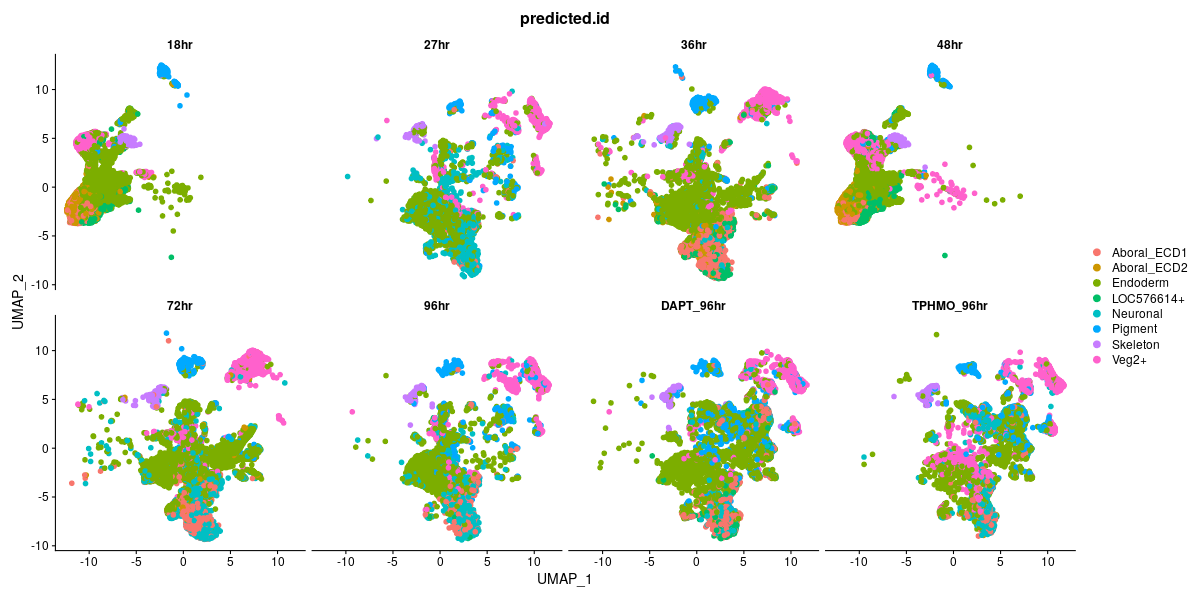 predicted.id
18hr 27hr 36hr 48hr
10
5
0
-5
-10
72hr 96hr DAPT_96hr TPHMO_96hr
10
5
0
-5
-10
-10 -5 0 5 10 -10 -5 0 5 10 -10 -5 0 5 10 -10 -5 0 5 10
UMAP_1
UMAP_2
Aboral_ECD1
Aboral_ECD2
Endoderm
LOC576614+
Neuronal
Pigment
Skeleton
Veg2+